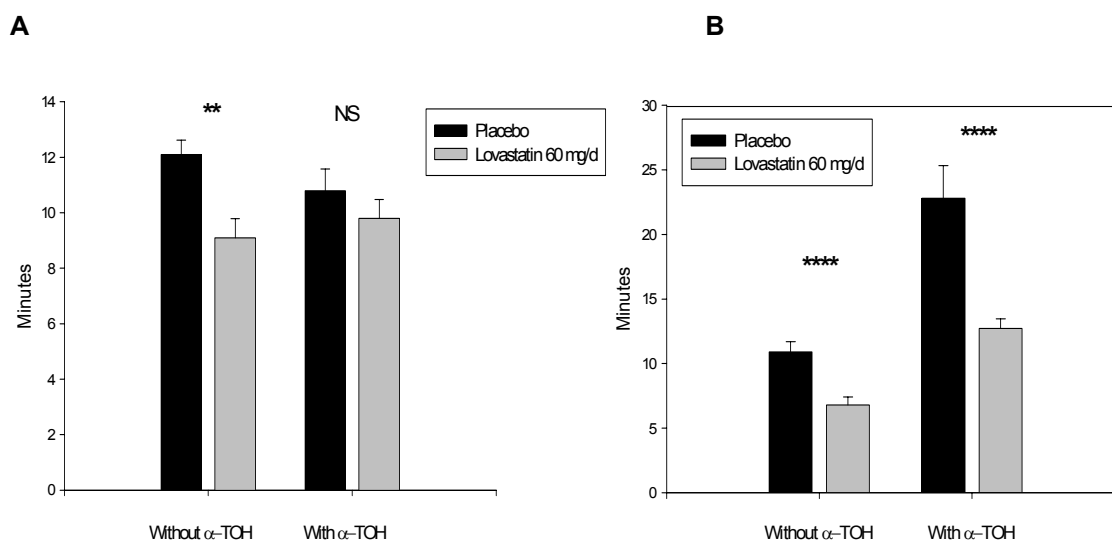 A
14
12
10
8
6
4
2
0
Minutes
**
NS
Placebo
Lovastatin 60 mg/d
Without α–TOH
With α–TOH
B
30
25
20
15
10
5
0
Minutes
Placebo
Lovastatin 60 mg/d
****
****
Without α–TOH
With α–TOH